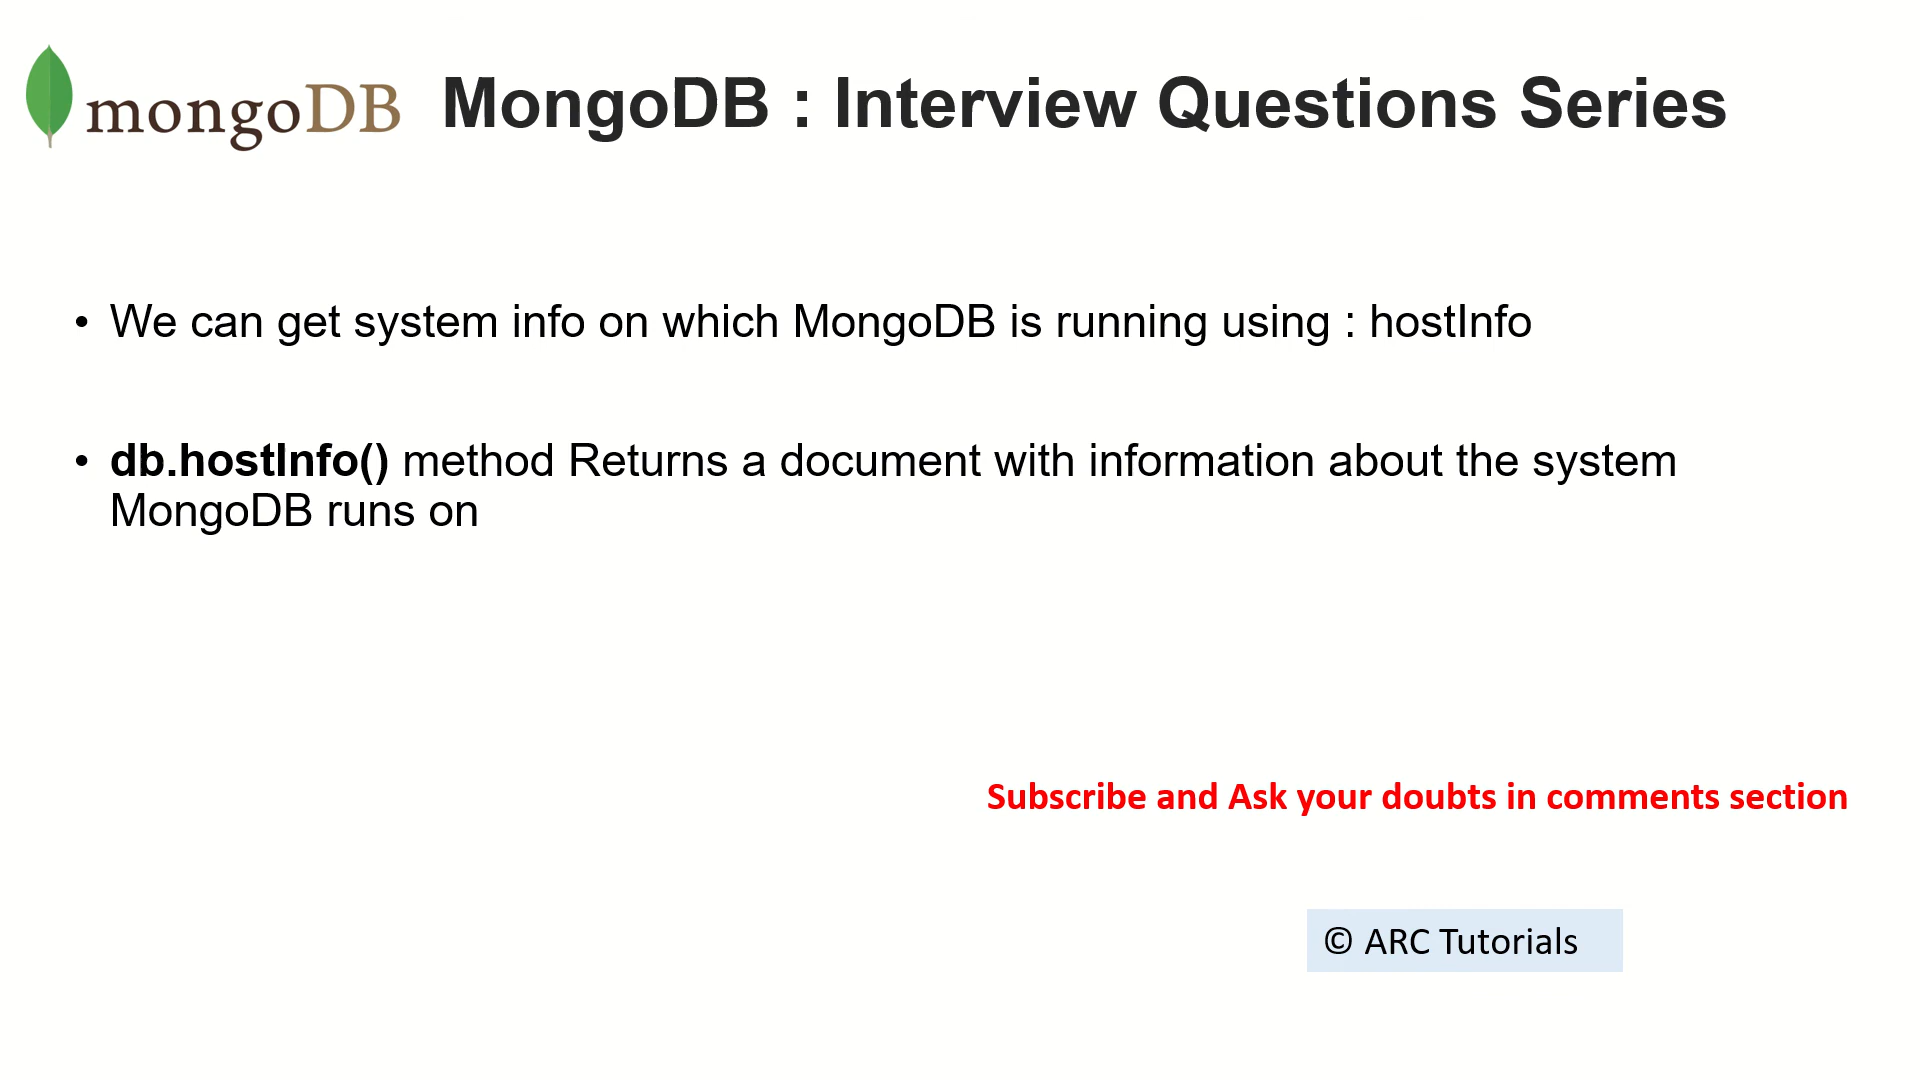 mongoDB
MongoDB : Interview Questions Series
• We can get system info on which MongoDB is running using : hostInfo
• db.hostInfo() method Returns a document with information about the system
MongoDB runs on
Subscribe and Ask your doubts in comments section
© ARC Tutorials